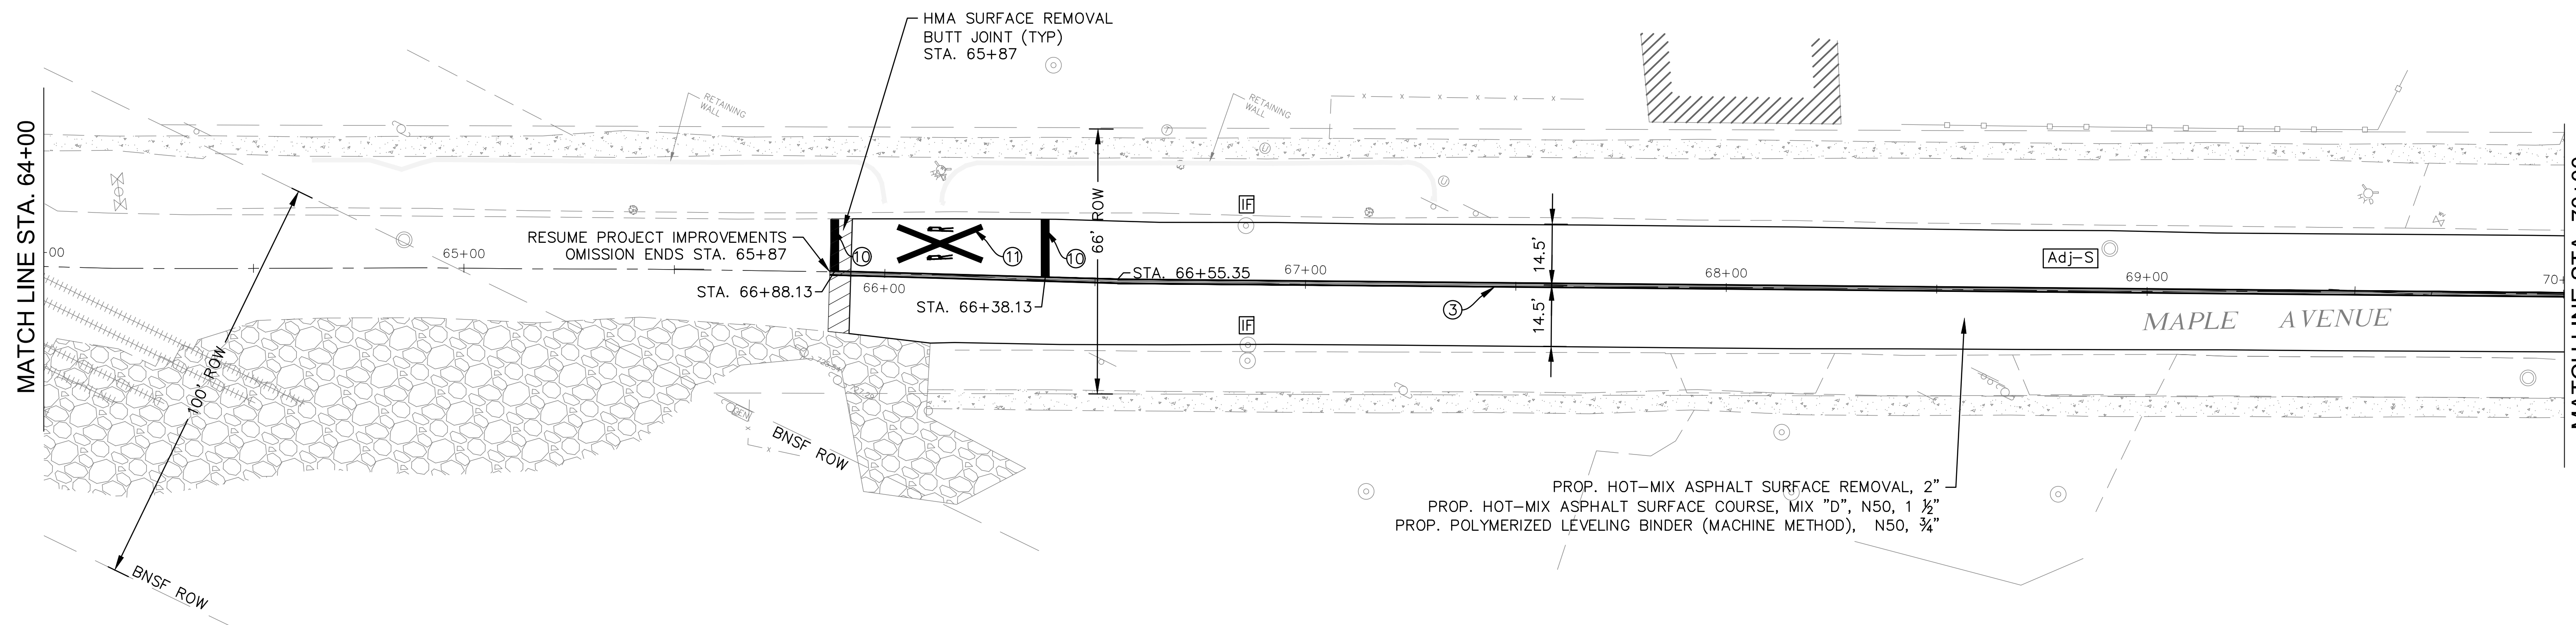 HMA SURFACE REMOVAL
BUTT JOINT (TYP)
STA. 65+87
RETAINING
WALL
RETAINING
WALL
MATCH LINE STA. 64+00
66' ROW
IF
RESUME PROJECT IMPROVEMENTS
OMISSION ENDS STA. 65+87
10
R
R
11
10
14.5'
Adj-S
00
65+00
66+00
STA. 66+55.35
67+00
68+00
69+00
70+
STA. 66+88.13
STA. 66+38.13
3
14.5'
IF
MAPLE AVENUE
100' ROW
BNSF ROW
BNSF ROW
PROP. HOT-MIX ASPHALT SURFACE REMOVAL, 2"
PROP. HOT-MIX ASPHALT SURFACE COURSE, MIX "D", N50, 1 ½"
PROP. POLYMERIZED LEVELING BINDER (MACHINE METHOD), N50, ¾"